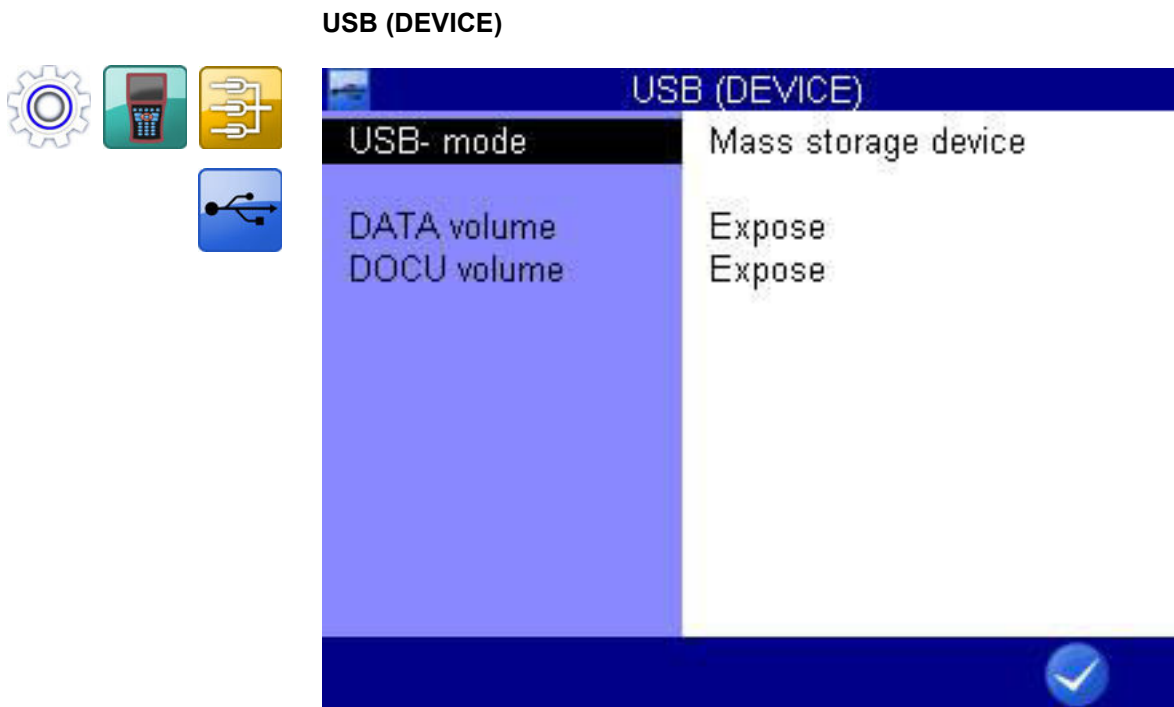 USB (DEVICE)
USB (DEVICE)
USB- mode Mass storage device
DATA volume Expose
DOCU volume Expose